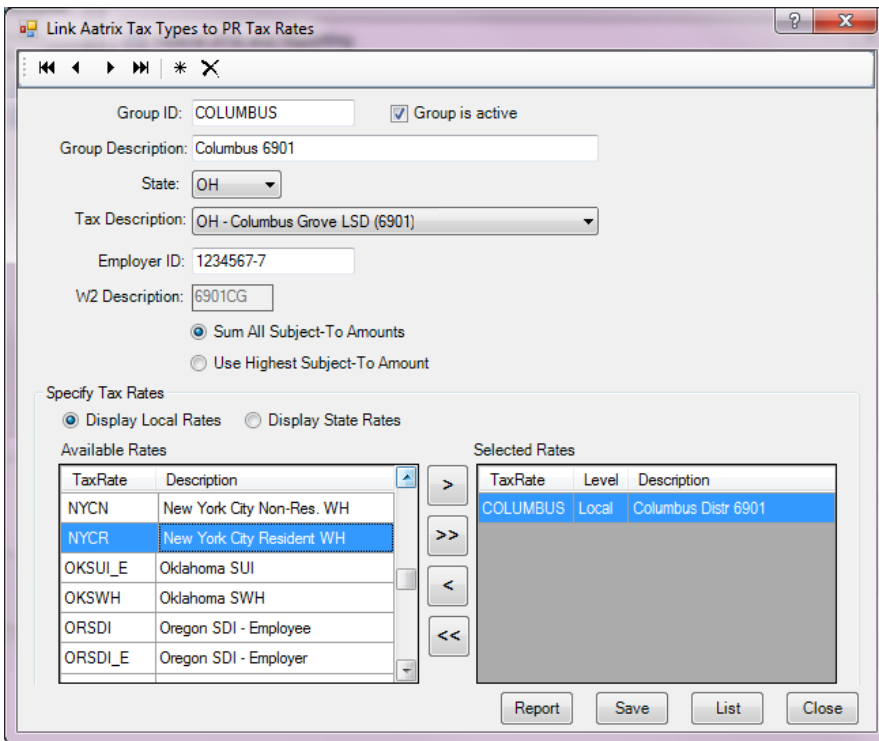 Link Aatrix Tax Types to PR Tax Rates
Group ID: COLUMBUS Group is active
Group Description: Columbus 6901
State: OH
Tax Description: OH - Columbus Grove LSD (6901)
Employer ID: 1234567-7
W2 Description: 6901CG
Sum All Subject-To Amounts
Use Highest Subject-To Amount
Specify Tax Rates
Display Local Rates Display State Rates
Available Rates Selected Rates
TaxRate Description > TaxRate Level Description
NYCN New York City Non-Res. WH COLUMBUS Local Columbus Distr 6901
NYCR New York City Resident WH >>
OKSUI_E Oklahoma SUI
OKSWH Oklahoma SWH <
ORSDI Oregon SDI - Employee <<
ORSDI_E Oregon SDI - Employer
Report Save List Close